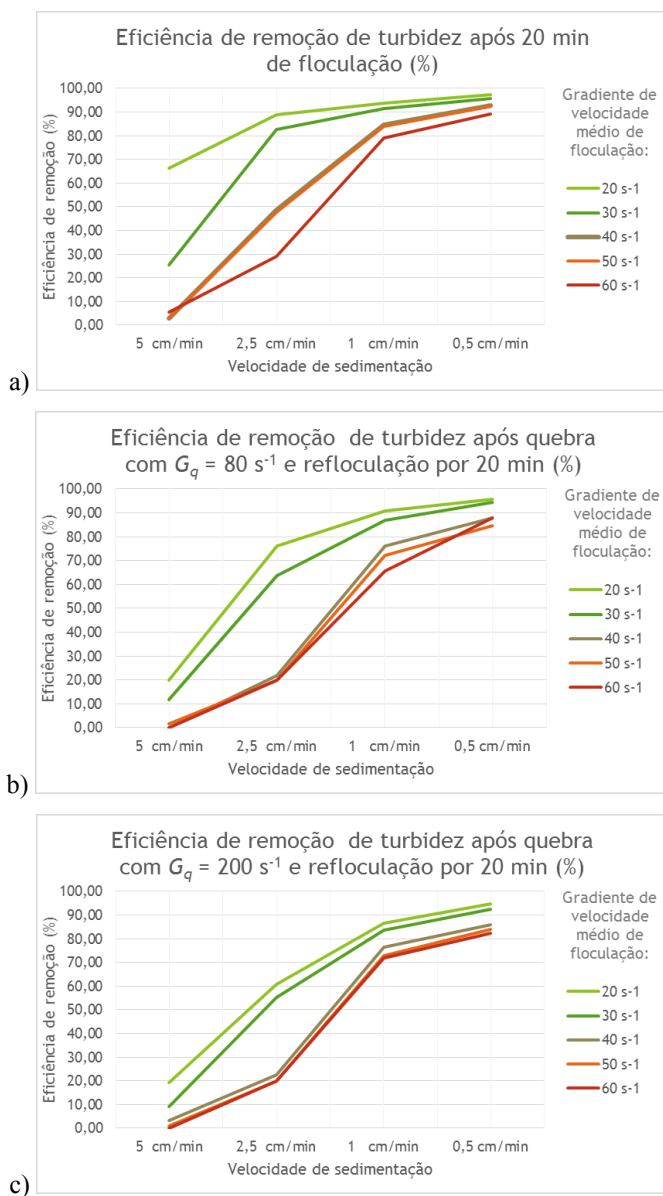 Eficiência de remoção de turbidez após 20 min
de floculação (%)
Eficiência de remoção (%)
100,00
90,00
80,00
70,00
60,00
50,00
40,00
30,00
20,00
10,00
0,00
5 cm/min 2,5 cm/min 1 cm/min 0,5 cm/min
Velocidade de sedimentação
Gradiente de
velocidade
médio de
floculação:
20 s-1
30 s-1
40 s-1
50 s-1
60 s-1
a)
Eficiência de remoção de turbidez após quebra
com Gq = 80 s-1 e refloculação por 20 min (%)
Eficiência de remoção (%)
100,00
90,00
80,00
70,00
60,00
50,00
40,00
30,00
20,00
10,00
0,00
5 cm/min 2,5 cm/min 1 cm/min 0,5 cm/min
Velocidade de sedimentação
Gradiente de
velocidade
médio de
floculação:
20 s-1
30 s-1
40 s-1
50 s-1
60 s-1
b)
Eficiência de remoção de turbidez após quebra
com Gq = 200 s-1 e refloculação por 20 min (%)
Eficiência de remoção (%)
100,00
90,00
80,00
70,00
60,00
50,00
40,00
30,00
20,00
10,00
0,00
5 cm/min 2,5 cm/min 1 cm/min 0,5 cm/min
Velocidade de sedimentação
Gradiente de
velocidade
médio de
floculação:
20 s-1
30 s-1
40 s-1
50 s-1
60 s-1
c)